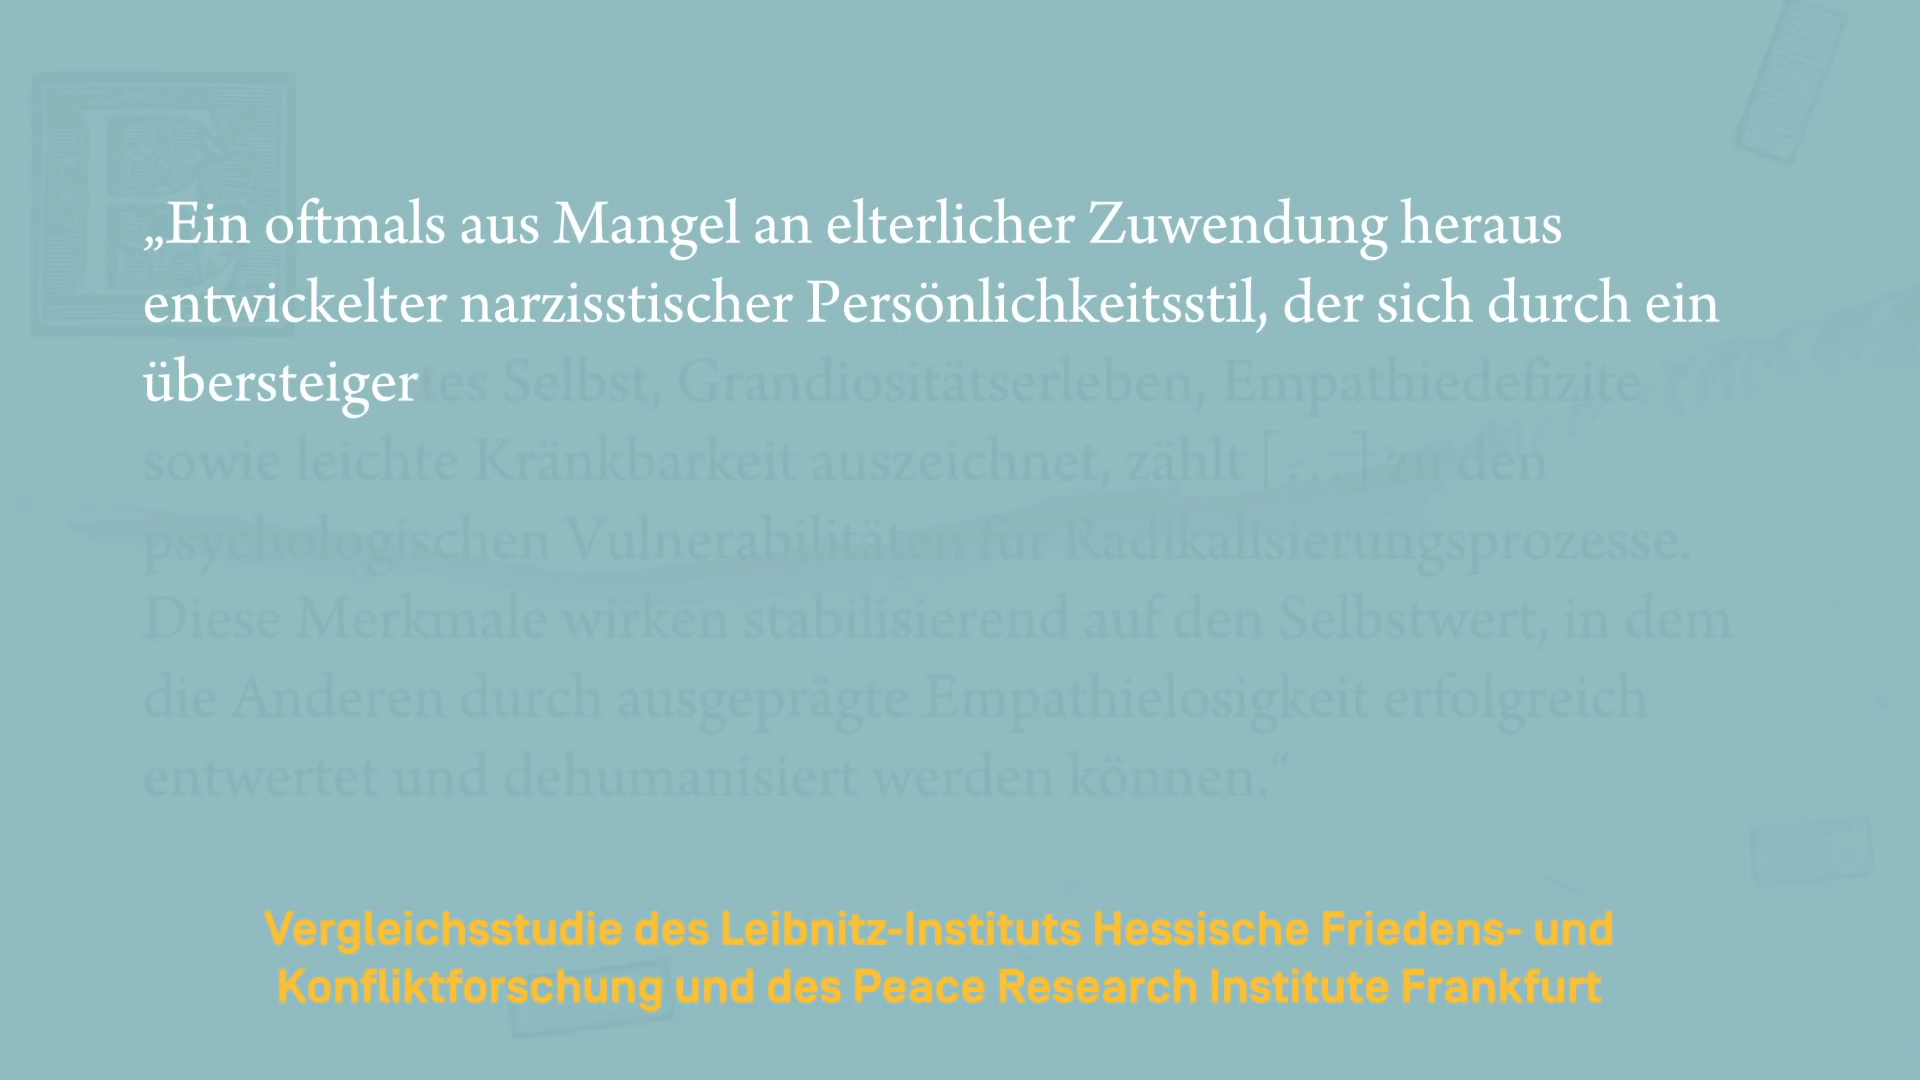 „Ein oftmals aus Mangel an elterlicher Zuwendung heraus
entwickelter narzisstischer Persönlichkeitsstil, der sich durch ein
übersteigertes Selbst, Grandiositätserleben, Empathiedefizite
sowie leichte Kränkbarkeit auszeichnet, zählt […] zu den
psychologischen Vulnerabilitäten für Radikalisierungsprozesse.
Diese Merkmale wirken stabilisierend auf den Selbstwert, in dem
die Anderen durch ausgeprägte Empathielosigkeit erfolgreich
entwertet und dehumanisiert werden können.“
Vergleichsstudie des Leibnitz-Instituts Hessische Friedens- und
Konfliktforschung und des Peace Research Institute Frankfurt